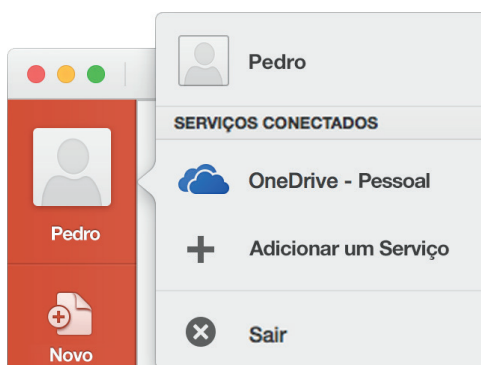 Pedro
SERVIÇOS CONECTADOS
OneDrive - Pessoal
Adicionar um Serviço
Sair
Pedro
Novo